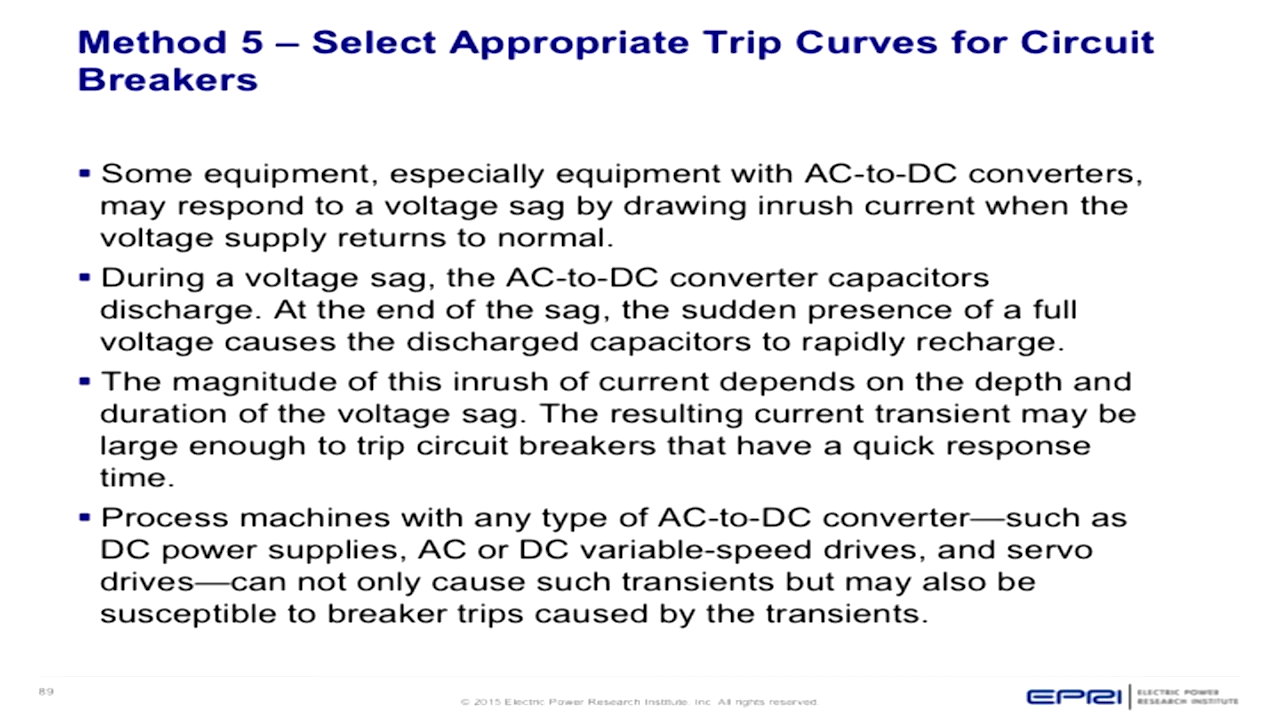 Method 5 – Select Appropriate Trip Curves for Circuit
Breakers
▪ Some equipment, especially equipment with AC-to-DC converters,
may respond to a voltage sag by drawing inrush current when the
voltage supply returns to normal.
▪ During a voltage sag, the AC-to-DC converter capacitors
discharge. At the end of the sag, the sudden presence of a full
voltage causes the discharged capacitors to rapidly recharge.
▪ The magnitude of this inrush of current depends on the depth and
duration of the voltage sag. The resulting current transient may be
large enough to trip circuit breakers that have a quick response
time.
▪ Process machines with any type of AC-to-DC converter—such as
DC power supplies, AC or DC variable-speed drives, and servo
drives—can not only cause such transients but may also be
susceptible to breaker trips caused by the transients.
89
© 2015 Electric Power Research Institute, Inc. All rights reserved.
EPRI
ELECTRIC POWER
RESEARCH INSTITUTE